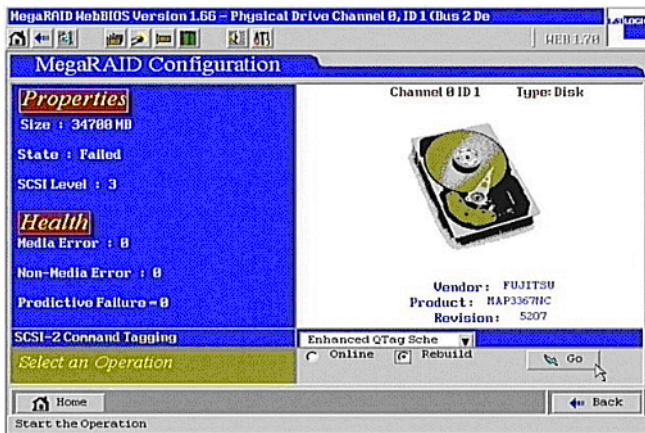 MegaRAID WebBIOS Version 1.66 - Physical Drive Channel 0, ID 1 (Bus 2 De
LSI LOGIC
WEB 1.70
MegaRAID Configuration
Properties
Size : 34700 MB
State : Failed
SCSI Level : 3
Health
Media Error : 0
Non-Media Error : 0
Predictive Failure = 0
Channel 0 ID 1 Type: Disk
Vendor: FUJITSU
Product: MAP3367NC
Revision: 5207
SCSI-2 Command Tagging
Enhanced QTag Sche
Select an Operation
Online Rebuild Go
Home
Back
Start the Operation